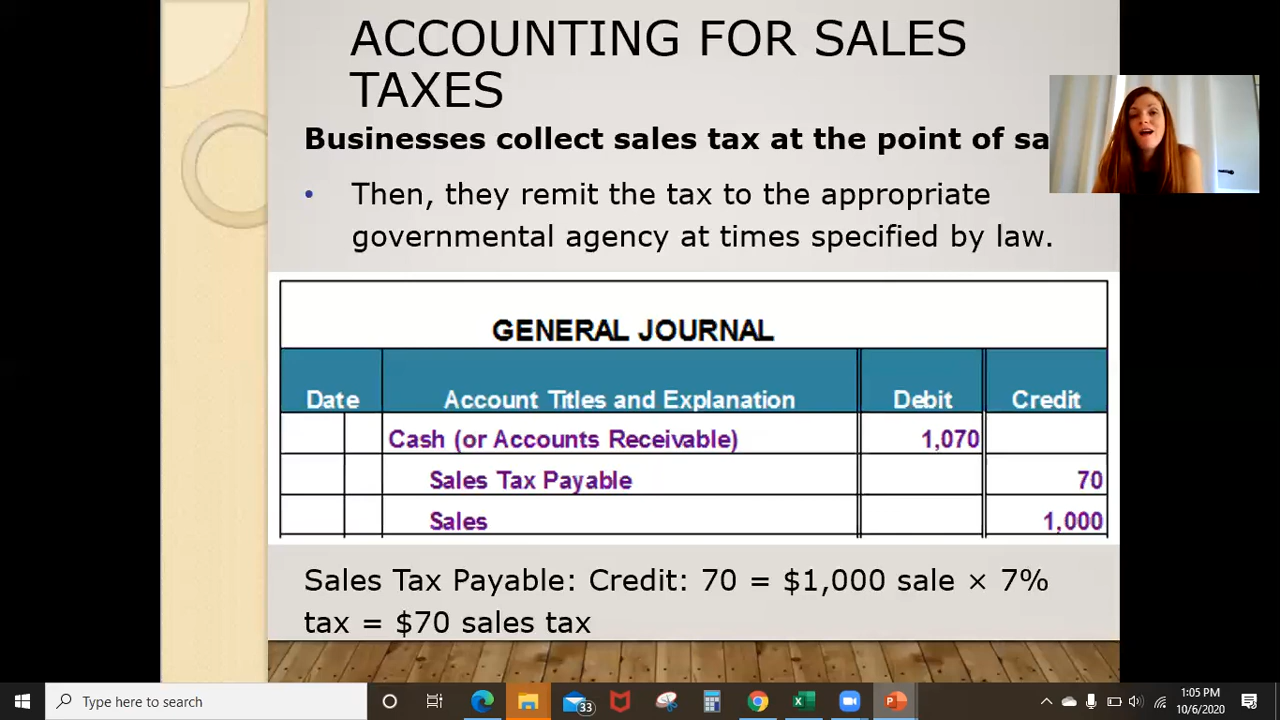 ACCOUNTING FOR SALES
TAXES
Businesses collect sales tax at the point of
• Then, they remit the tax to the appropriate
governmental agency at times specified by law.
GENERAL JOURNAL
Date Account Titles and Explanation Debit Credit
Cash (or Accounts Receivable) 1,070
Sales Tax Payable 70
Sales 1,000
Sales Tax Payable: Credit: 70 = $1,000 sale × 7%
tax = $70 sales tax
Type here to search
33
1:05 PM
10/6/2020